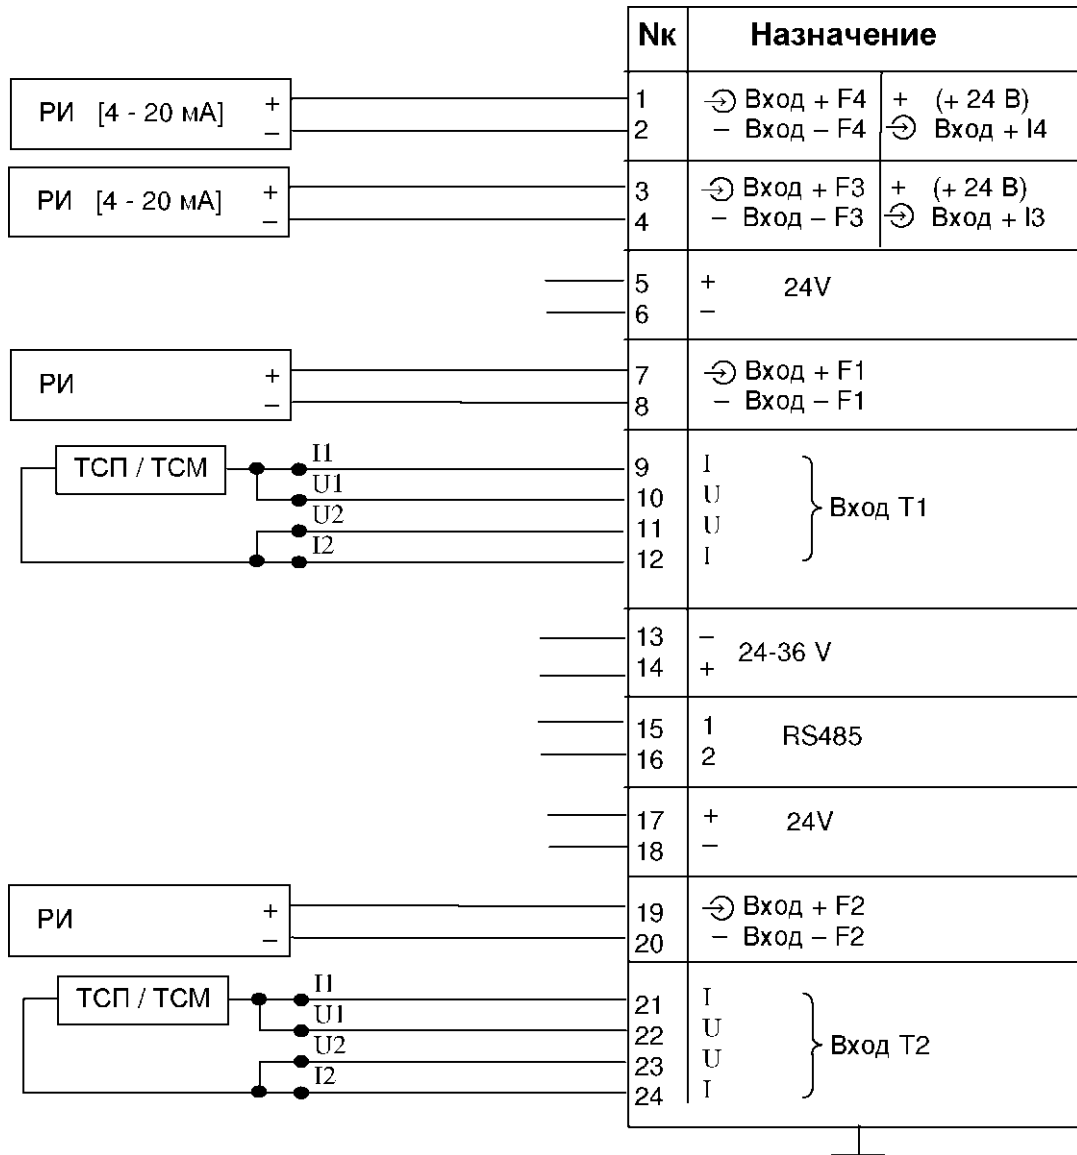 Nк Назначение
РИ [4 - 20 мА] + 1 Вход + F4 + (+ 24 В)
– 2 – Вход – F4 Вход + I4
РИ [4 - 20 мА] + 3 Вход + F3 + (+ 24 В)
– 4 – Вход – F3 Вход + I3
5 + 24V
6 –
РИ + 7 Вход + F1
– 8 – Вход – F1
ТСП / ТСМ I1 9 I
U1 10 U Вход Т1
U2 11 U
I2 12 I
13 – 24-36 V
14 +
15 1 RS485
16 2
17 + 24V
18 –
РИ + 19 Вход + F2
– 20 – Вход – F2
ТСП / ТСМ I1 21 I
U1 22 U Вход Т2
U2 23 U
I2 24 I